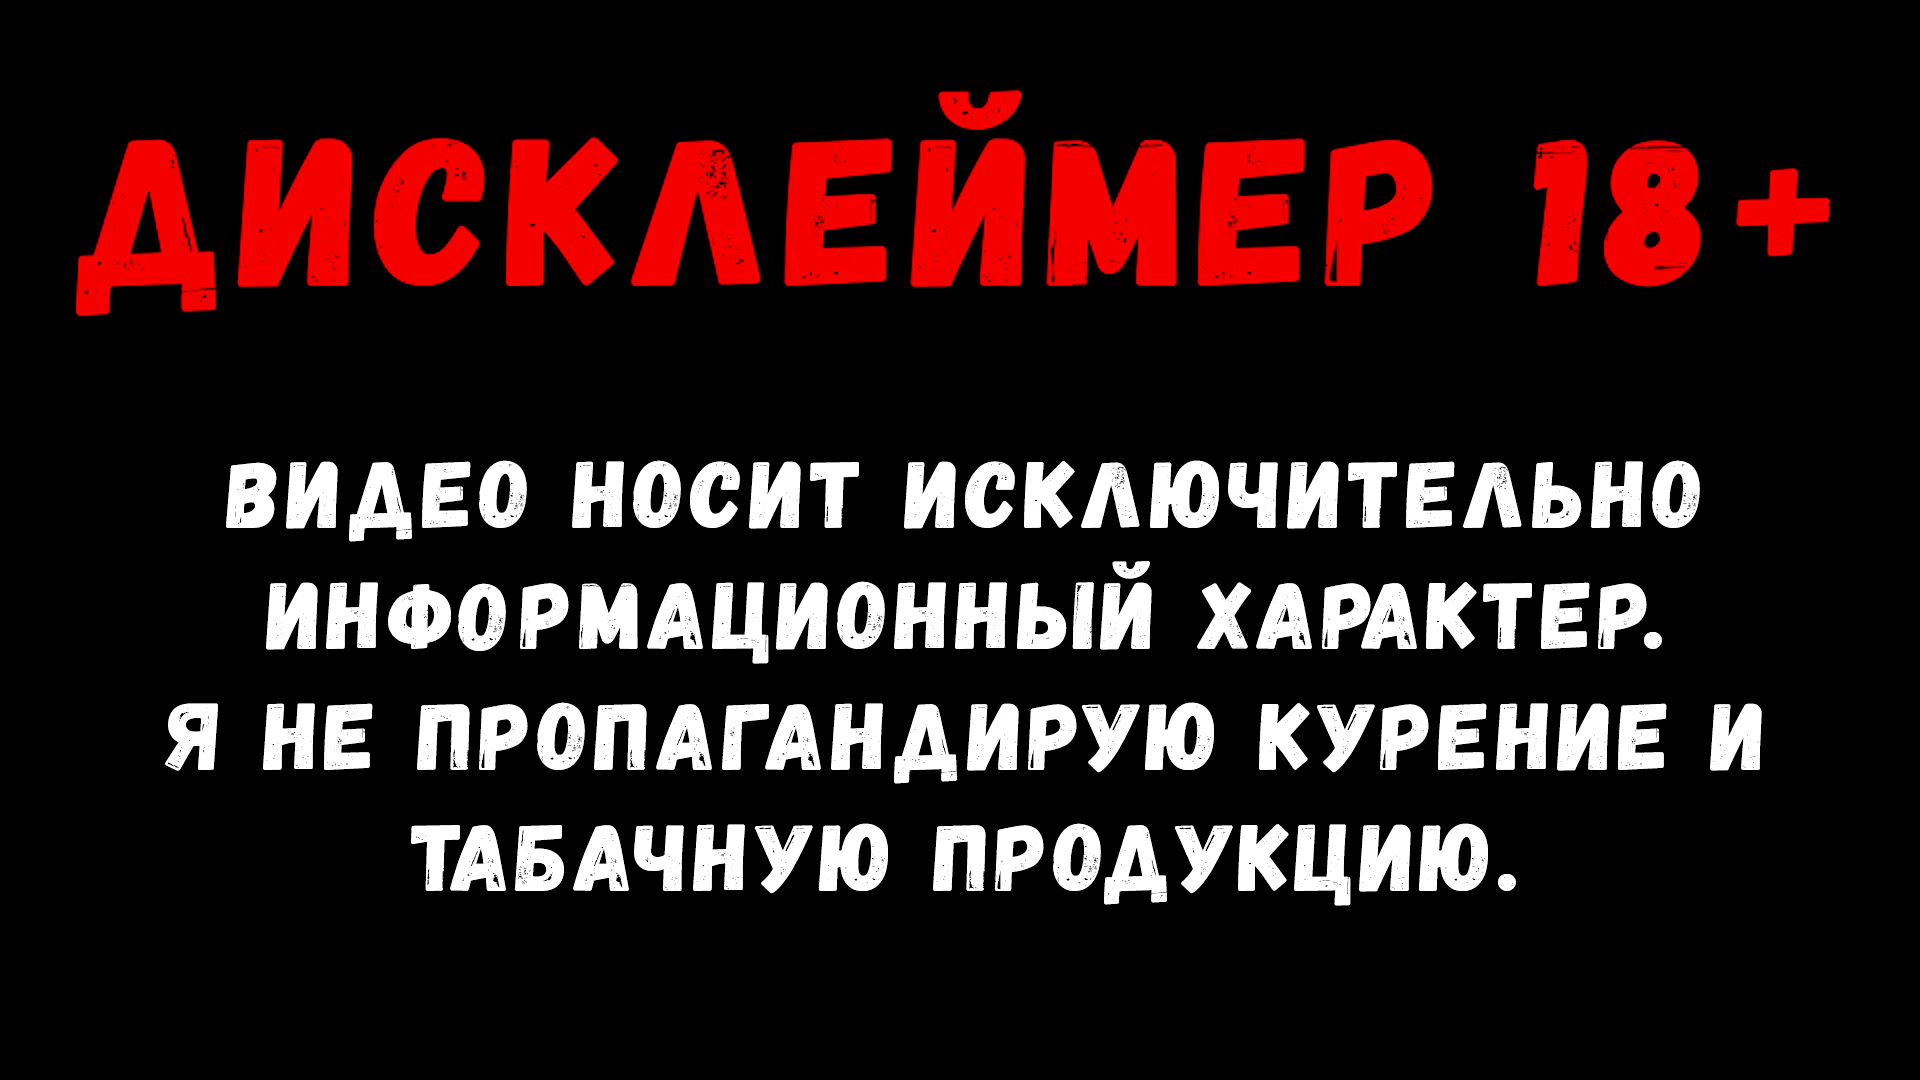 ДИСКЛЕЙМЕР 18+
ВИДЕО НОСИТ ИСКЛЮЧИТЕЛЬНО
ИНФОРМАЦИОННЫЙ ХАРАКТЕР.
Я НЕ ПРОПАГАНДИРУЮ КУРЕНИЕ И
ТАБАЧНУЮ ПРОДУКЦИЮ.